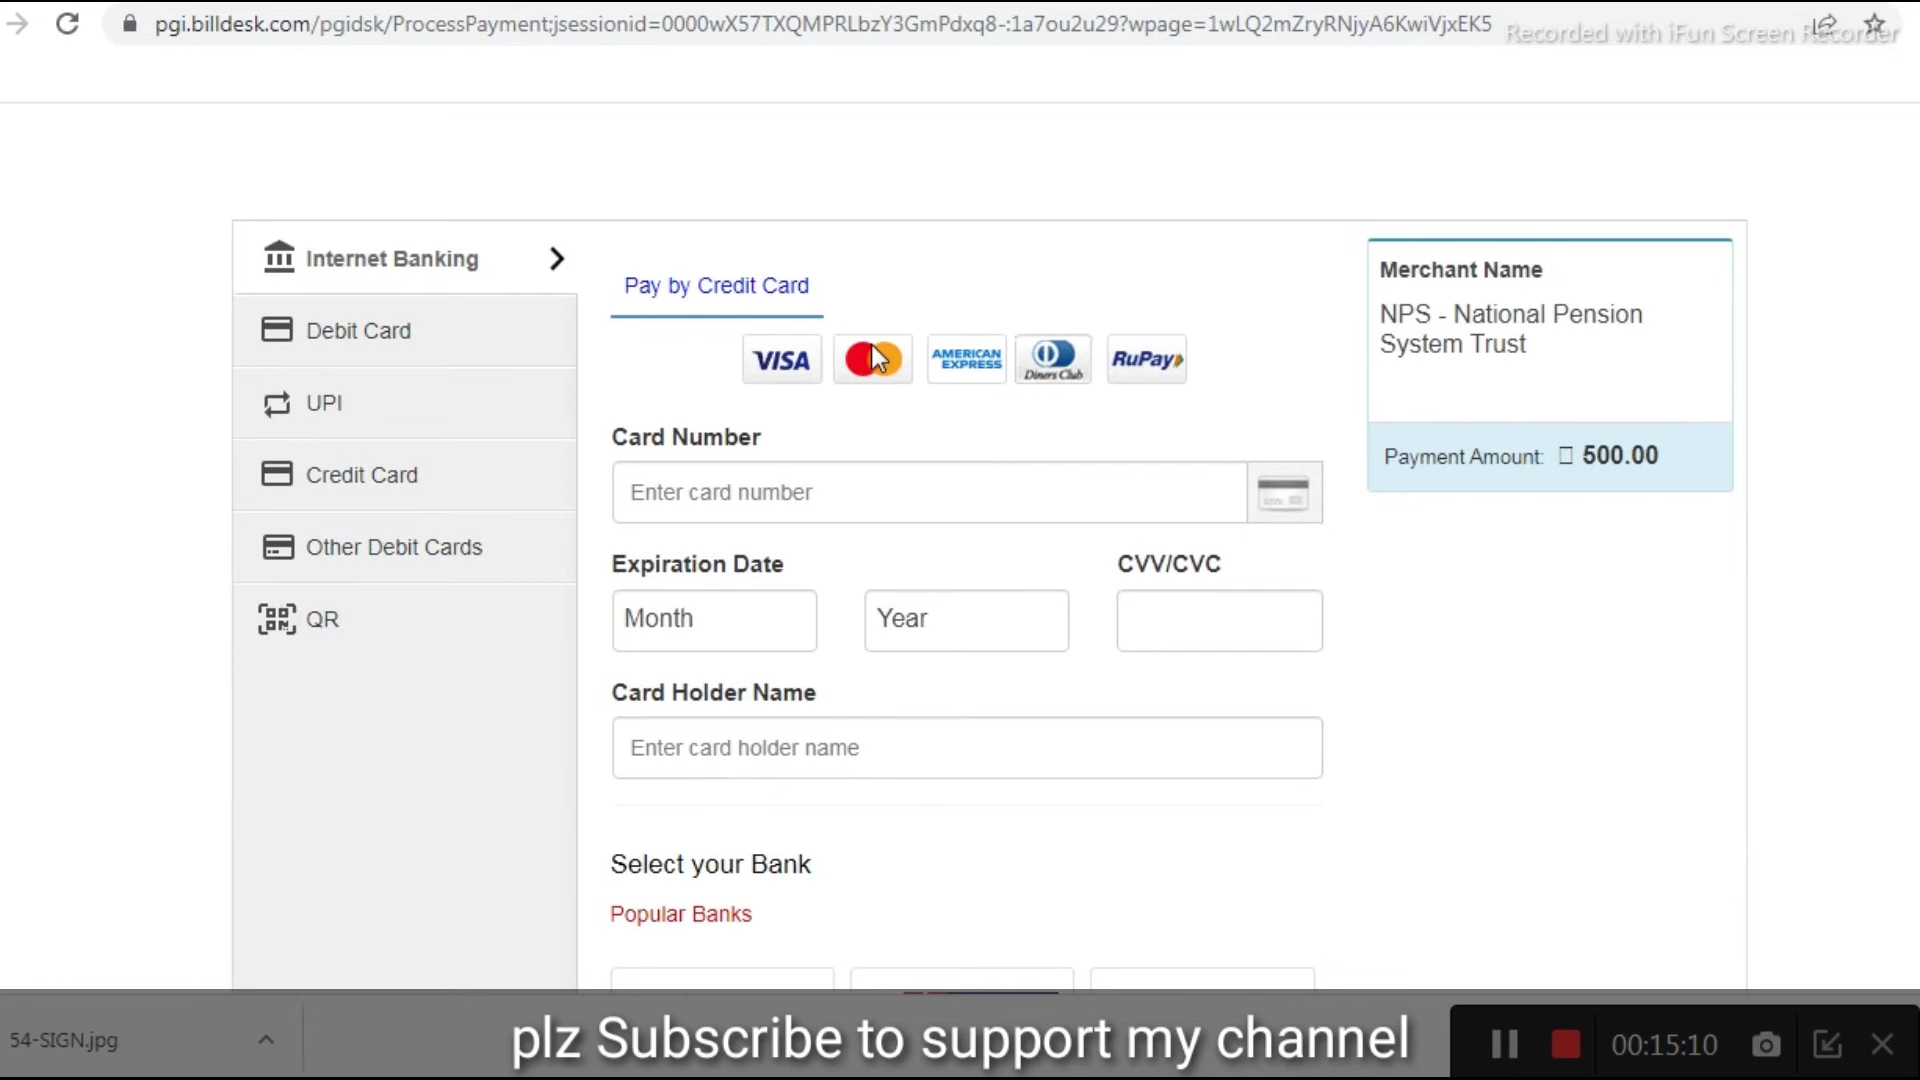 pgi.billdesk.com/pgidsk/ProcessPayment;jsessionid=0000wX57TXQMPRLbzY3GmPdxq8-:1a7ou2u29?wpage=1wLQ2mZryRNjyA6KwiVjxEK5
Recorded with iFun Screen Recorder
Internet Banking
Debit Card
UPI
Credit Card
Other Debit Cards
QR
Pay by Credit Card
VISA
AMERICAN EXPRESS
Diners Club
RuPay
Card Number
Enter card number
Expiration Date
CVV/CVC
Month
Year
Card Holder Name
Enter card holder name
Select your Bank
Popular Banks
Merchant Name
NPS - National Pension
System Trust
Payment Amount: 500.00
54-SIGN.jpg
plz Subscribe to support my channel
00:15:10